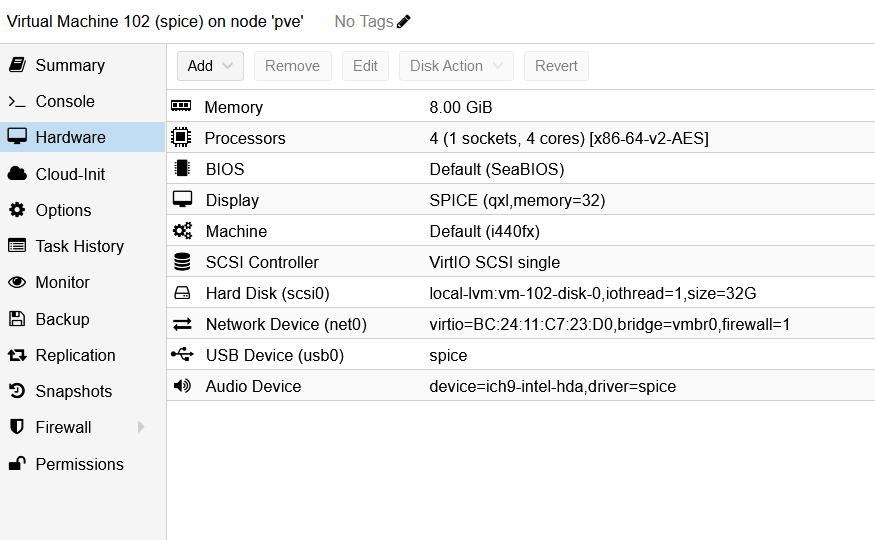 Virtual Machine 102 (spice) on node 'pve' No Tags
Summary
Console
Hardware
Cloud-Init
Options
Task History
Monitor
Backup
Replication
Snapshots
Firewall
Permissions
Add Remove Edit Disk Action Revert
Memory 8.00 GiB
Processors 4 (1 sockets, 4 cores) [x86-64-v2-AES]
BIOS Default (SeaBIOS)
Display SPICE (qxl,memory=32)
Machine Default (i440fx)
SCSI Controller VirtIO SCSI single
Hard Disk (scsi0) local-lvm:vm-102-disk-0,iothread=1,size=32G
Network Device (net0) virtio=BC:24:11:C7:23:D0,bridge=vmbr0,firewall=1
USB Device (usb0) spice
Audio Device device=ich9-intel-hda,driver=spice